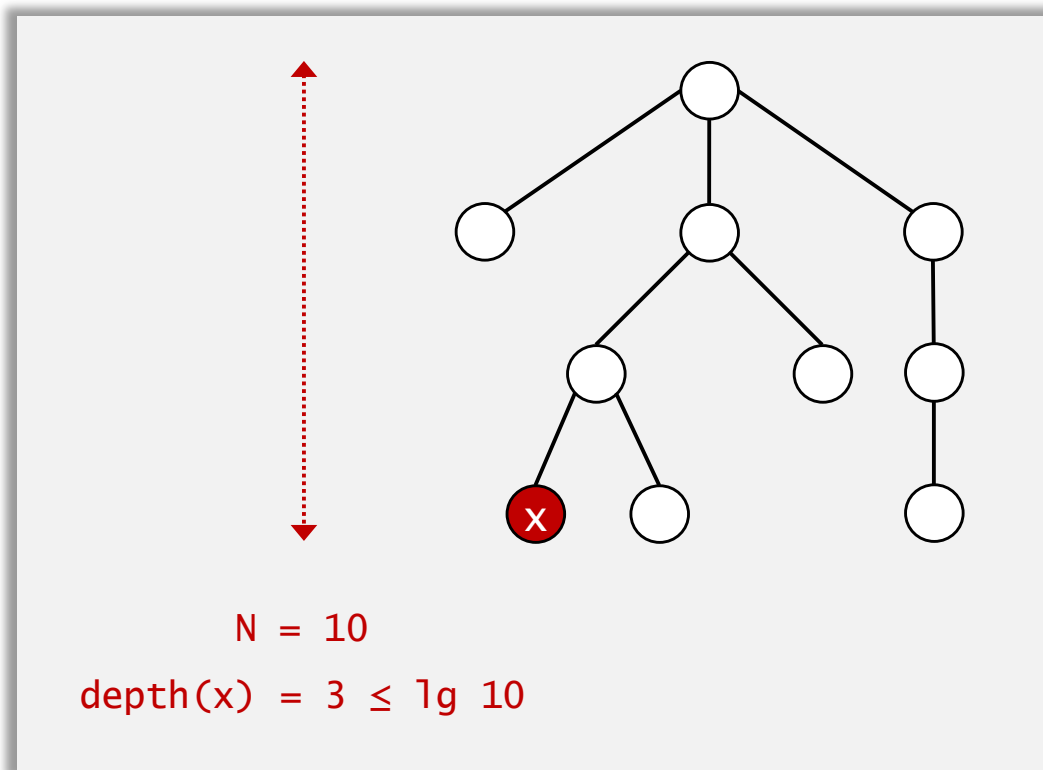 x
N = 10
depth(x) = 3 ≤ lg 10